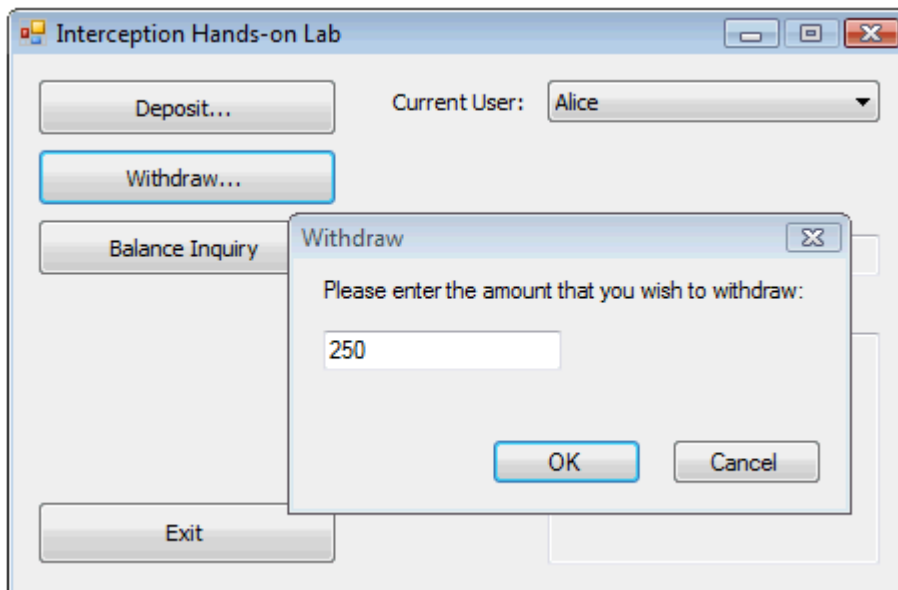 Interception Hands-on Lab
Deposit...
Current User:
Alice
Withdraw...
Balance Inquiry
Withdraw
Please enter the amount that you wish to withdraw:
250
OK
Cancel
Exit